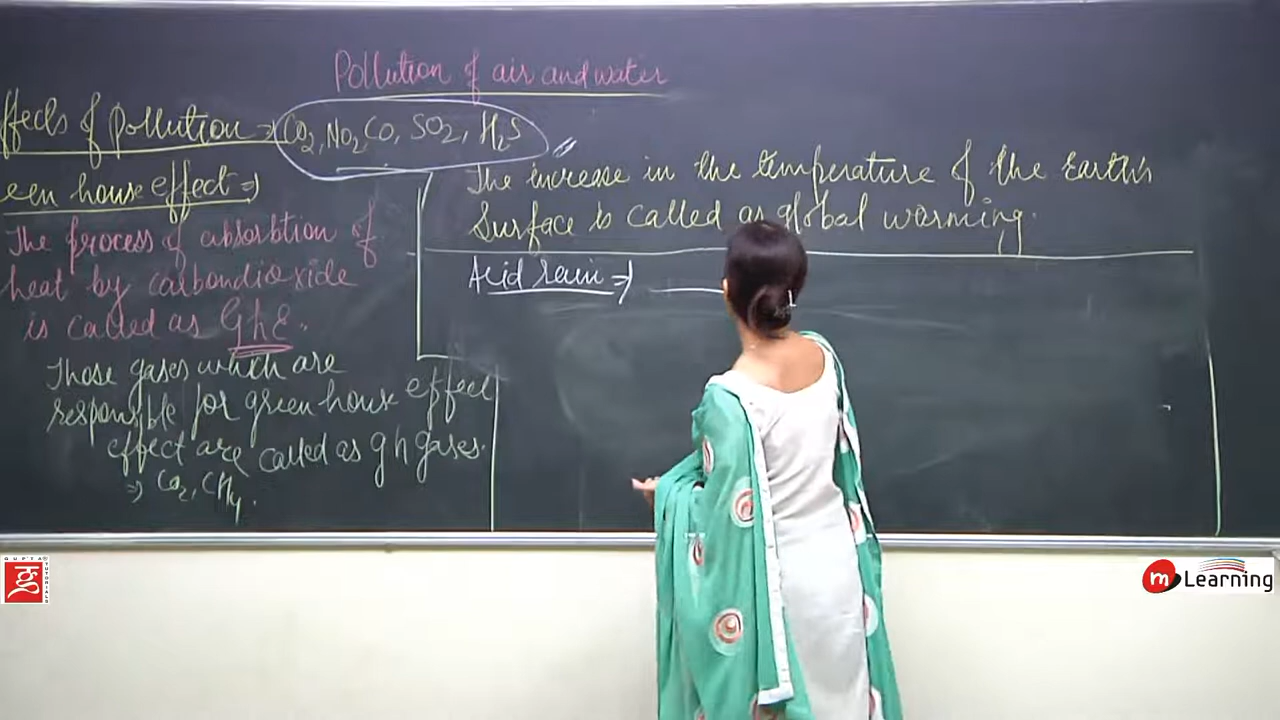 Pollution of air and water
ffects of pollution ⇒ CO2, NO2, CO, SO2, H2S
een house effect ⇒
The process of absorbtion of
heat by carbondioxide
is called as GhE.
Those gases which are
responsible for green house effect
effect are called as gh gases.
⇒ CO2, CH4.
The increase in the temperature of the Earth's
Surface is called as global warming.
Acid rain ⇒
GUPTA
TUTORIALS
m Learning